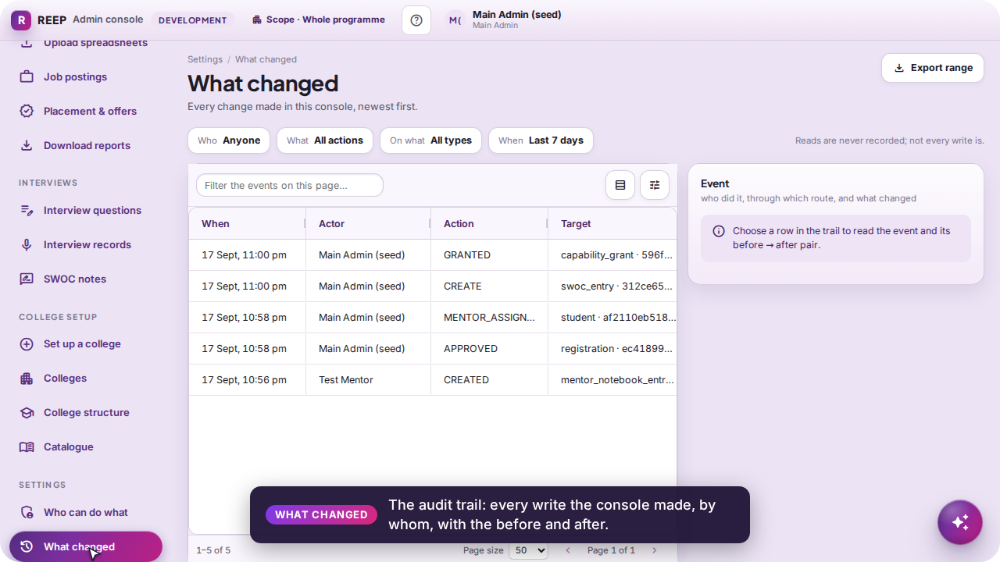 R REEP Admin console DEVELOPMENT Scope · Whole programme M( Main Admin (seed)
Main Admin
Upload spreadsheets
Job postings
Placement & offers
Download reports
INTERVIEWS
Interview questions
Interview records
SWOC notes
COLLEGE SETUP
Set up a college
Colleges
College structure
Catalogue
SETTINGS
Who can do what
What changed
Settings / What changed
What changed
Every change made in this console, newest first.
Export range
Who Anyone What All actions On what All types When Last 7 days
Reads are never recorded; not every write is.
Filter the events on this page...
When Actor Action Target
17 Sept, 11:00 pm Main Admin (seed) GRANTED capability_grant · 596f...
17 Sept, 11:00 pm Main Admin (seed) CREATE swoc_entry · 312ce65...
17 Sept, 10:58 pm Main Admin (seed) MENTOR_ASSIGN... student · af2110eb518...
17 Sept, 10:58 pm Main Admin (seed) APPROVED registration · ec41899...
17 Sept, 10:56 pm Test Mentor CREATED mentor_notebook_entr...
1–5 of 5 Page size 50 Page 1 of 1
Event
who did it, through which route, and what changed
Choose a row in the trail to read the event and its
before → after pair.
WHAT CHANGED
The audit trail: every write the console made, by
whom, with the before and after.